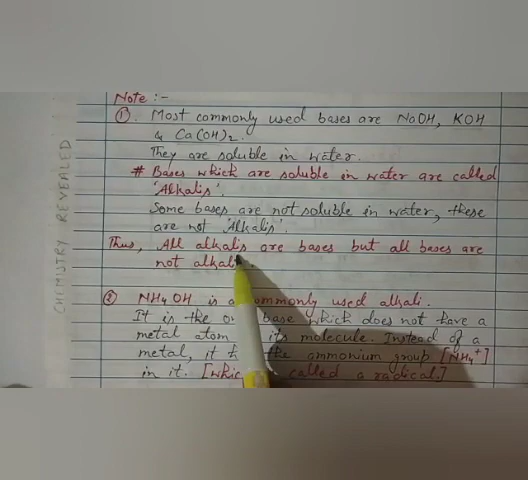 CHEMISTRY REVEALED
Note :-
① . Most commonly used bases are NaOH, KOH
& Ca(OH)2.
They are soluble in water.
# Bases which are soluble in water are called
'Alkalis'.
Some bases are not soluble in water, these
are not 'Alkalis'.
Thus, All alkalis are bases but all bases are
not alkali
② NH4OH is a commonly used alkali.
It is the base which does not have a
metal atom its molecule. Instead of a
metal, it the ammonium group [NH4+]
in it. [ called a radical.]